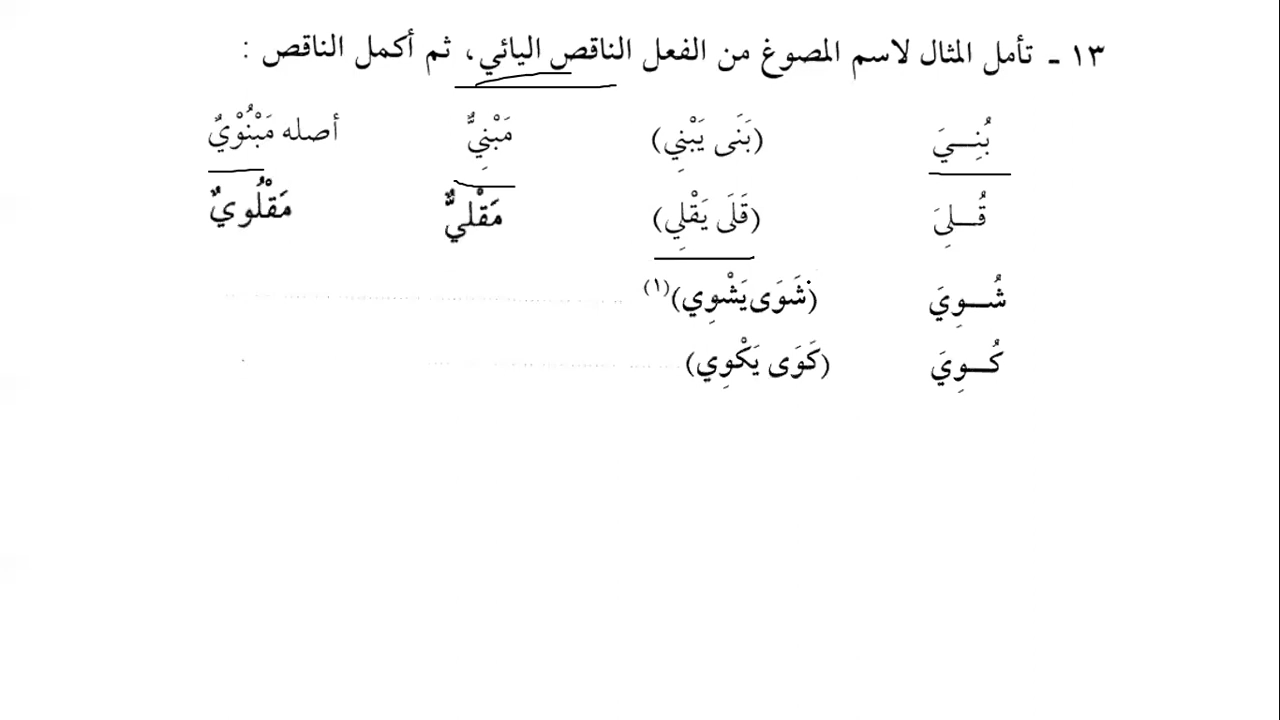 ١٣ ـ تأمل المثال لاسم المصوغ من الفعل الناقص اليائي، ثم أكمل الناقص :
بُنِـيَ (بَنَى يَبْنِي) مَبْنِيٌّ أصله مَبْنُوْيٌ
قُـلِيَ (قَلَى يَقْلِي) مَقْليٌّ مَقْلُويٌ
شُـوِيَ (شَوَى يَشْوِي)(١) ..............................
كُـوِيَ (كَوَى يَكْوِي) ..............................